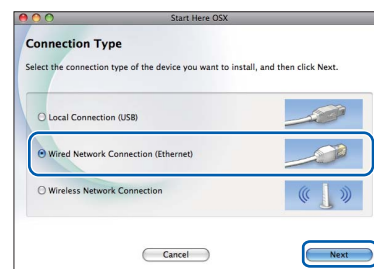 Start Here OSX
Connection Type
Select the connection type of the device you want to install, and then click Next.
Local Connection (USB)
Wired Network Connection (Ethernet)
Wireless Network Connection
Cancel
Next